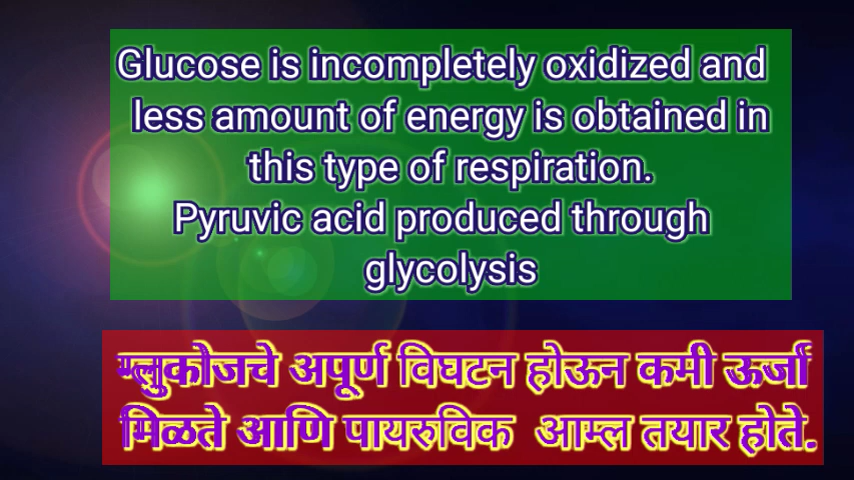 Glucose is incompletely oxidized and
less amount of energy is obtained in
this type of respiration.
Pyruvic acid produced through
glycolysis
ग्लुकोजचे अपूर्ण विघटन होऊन कमी ऊर्जा
मिळते आणि पायरुविक आम्ल तयार होते.